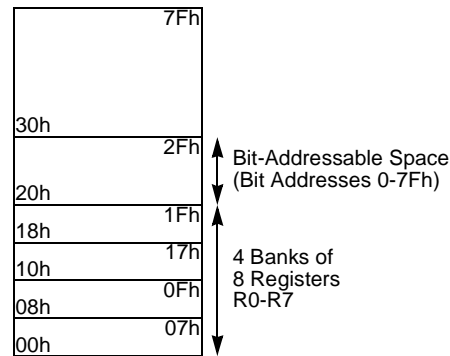 7Fh
30h
2Fh
Bit-Addressable Space
(Bit Addresses 0-7Fh)
20h
1Fh
18h
17h
4 Banks of
8 Registers
R0-R7
10h
0Fh
08h
07h
00h